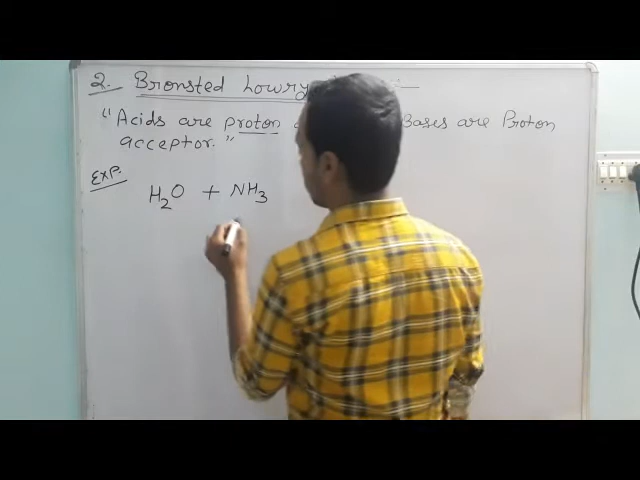 2. Bronsted Lowry
"Acids are proton Bases are Proton
acceptor."
Exp.
H2O + NH3